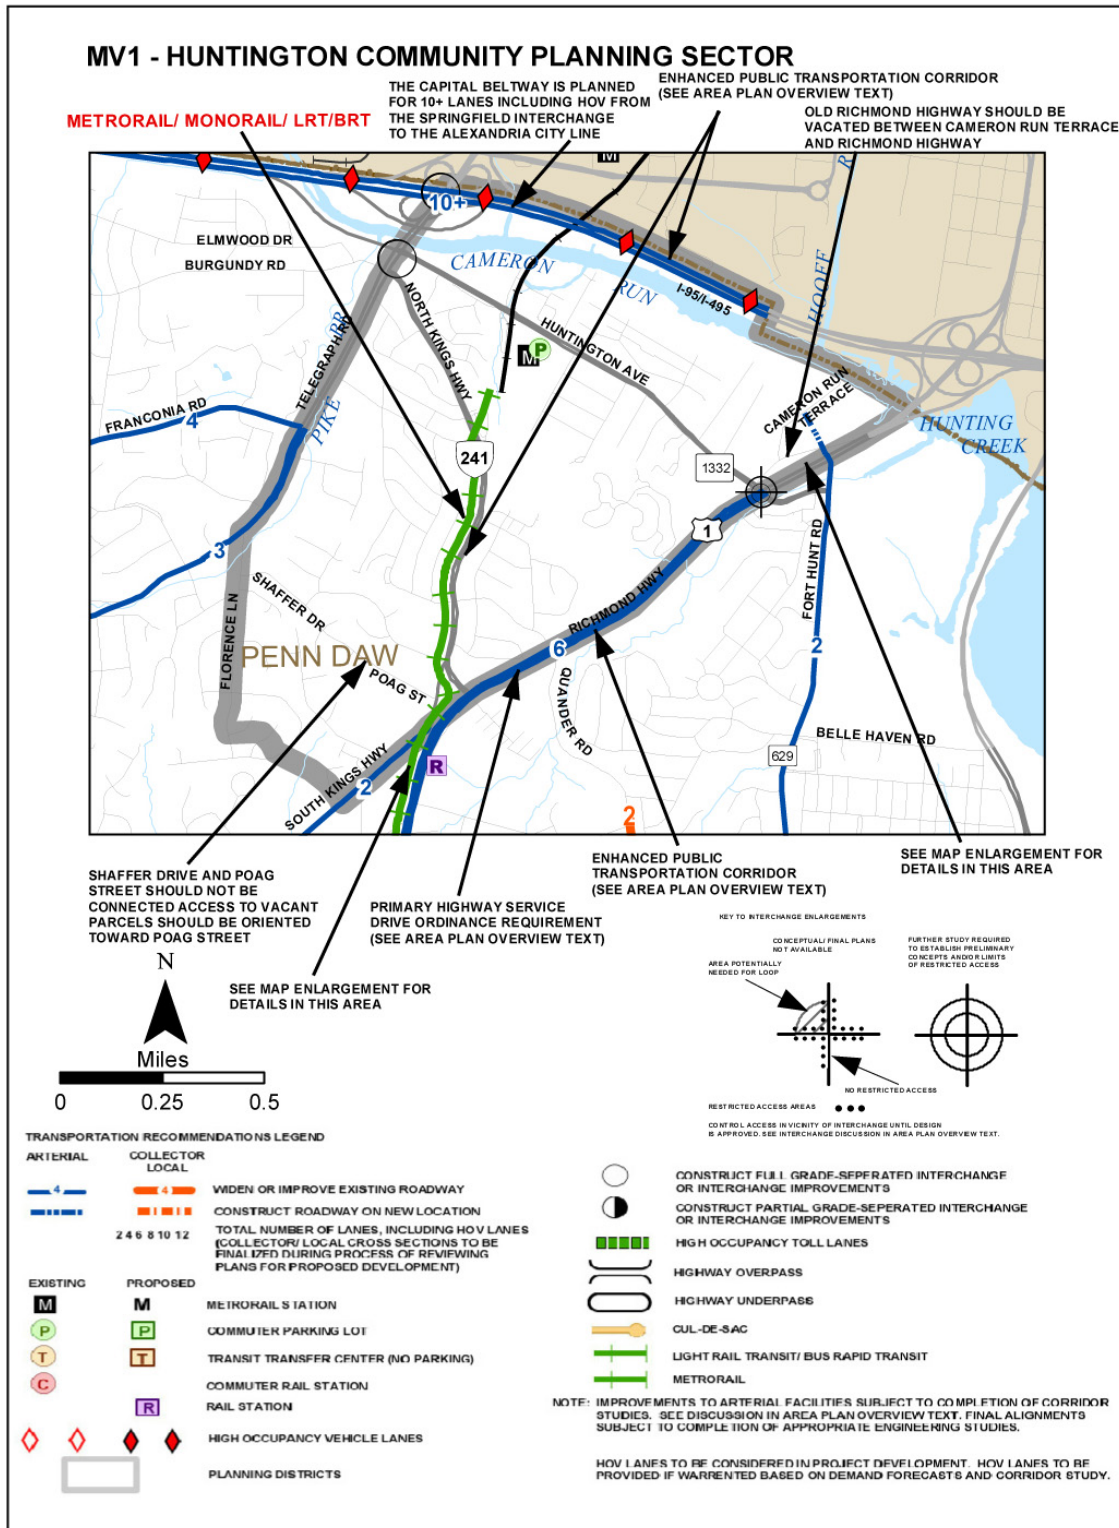 MV1 - HUNTINGTON COMMUNITY PLANNING SECTOR
THE CAPITAL BELTWAY IS PLANNED
FOR 10+ LANES INCLUDING HOV FROM
THE SPRINGFIELD INTERCHANGE
TO THE ALEXANDRIA CITY LINE
ENHANCED PUBLIC TRANSPORTATION CORRIDOR
(SEE AREA PLAN OVERVIEW TEXT)
METRORAIL/ MONORAIL/ LRT/BRT
OLD RICHMOND HIGHWAY SHOULD BE
VACATED BETWEEN CAMERON RUN TERRACE
AND RICHMOND HIGHWAY
M
R
10+
ELMWOOD DR
BURGUNDY RD
CAMERON
RUN
I-95/I-495
HOOFF
NORTH KINGS HWY
HUNTINGTON AVE
TELEGRAPH RD
BR
PIKE
M
P
FRANCONIA RD
4
CAMERON RUN
TERRACE
HUNTING
CREEK
241
1332
1
3
FORT HUNT RD
SHAFFER DR
RICHMOND HWY
FLORENCE LN
PENN DAW
6
2
POAG ST
QUANDER RD
BELLE HAVEN RD
629
R
SOUTH KINGS HWY
2
2
SHAFFER DRIVE AND POAG
STREET SHOULD NOT BE
CONNECTED ACCESS TO VACANT
PARCELS SHOULD BE ORIENTED
TOWARD POAG STREET
PRIMARY HIGHWAY SERVICE
DRIVE ORDINANCE REQUIREMENT
(SEE AREA PLAN OVERVIEW TEXT)
ENHANCED PUBLIC
TRANSPORTATION CORRIDOR
(SEE AREA PLAN OVERVIEW TEXT)
SEE MAP ENLARGEMENT FOR
DETAILS IN THIS AREA
SEE MAP ENLARGEMENT FOR
DETAILS IN THIS AREA
KEY TO INTERCHANGE ENLARGEMENTS
CONCEPTUAL/ FINAL PLANS
NOT AVAILABLE
FURTHER STUDY REQUIRED
TO ESTABLISH PRELIMINARY
CONCEPTS AND/OR LIMITS
OF RESTRICTED ACCESS
AREA POTENTIALLY
NEEDED FOR LOOP
NO RESTRICTED ACCESS
RESTRICTED ACCESS AREAS
CONTROL ACCESS IN VICINITY OF INTERCHANGE UNTIL DESIGN
IS APPROVED. SEE INTERCHANGE DISCUSSION IN AREA PLAN OVERVIEW TEXT.
N
Miles
0 0.25 0.5
TRANSPORTATION RECOMMENDATIONS LEGEND
ARTERIAL
COLLECTOR
LOCAL
4 4 WIDEN OR IMPROVE EXISTING ROADWAY
CONSTRUCT ROADWAY ON NEW LOCATION
2 4 6 8 10 12 TOTAL NUMBER OF LANES, INCLUDING HOV LANES
(COLLECTOR/ LOCAL CROSS SECTIONS TO BE
FINALIZED DURING PROCESS OF REVIEWING
PLANS FOR PROPOSED DEVELOPMENT)
EXISTING PROPOSED
M M METRORAIL STATION
P P COMMUTER PARKING LOT
T T TRANSIT TRANSFER CENTER (NO PARKING)
C COMMUTER RAIL STATION
R RAIL STATION
HIGH OCCUPANCY VEHICLE LANES
PLANNING DISTRICTS
CONSTRUCT FULL GRADE-SEPERATED INTERCHANGE
OR INTERCHANGE IMPROVEMENTS
CONSTRUCT PARTIAL GRADE-SEPERATED INTERCHANGE
OR INTERCHANGE IMPROVEMENTS
HIGH OCCUPANCY TOLL LANES
HIGHWAY OVERPASS
HIGHWAY UNDERPASS
CUL-DE-SAC
LIGHT RAIL TRANSIT/ BUS RAPID TRANSIT
METRORAIL
NOTE: IMPROVEMENTS TO ARTERIAL FACILITIES SUBJECT TO COMPLETION OF CORRIDOR
STUDIES. SEE DISCUSSION IN AREA PLAN OVERVIEW TEXT. FINAL ALIGNMENTS
SUBJECT TO COMPLETION OF APPROPRIATE ENGINEERING STUDIES.
HOV LANES TO BE CONSIDERED IN PROJECT DEVELOPMENT. HOV LANES TO BE
PROVIDED IF WARRENTED BASED ON DEMAND FORECASTS AND CORRIDOR STUDY.